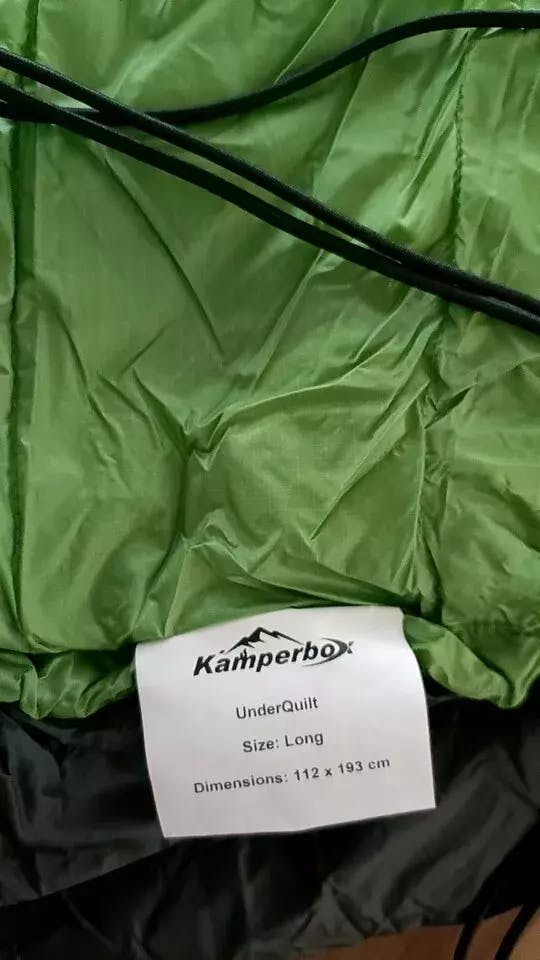 Kamperbox
UnderQuilt
Size: Long
Dimensions: 112 x 193 cm